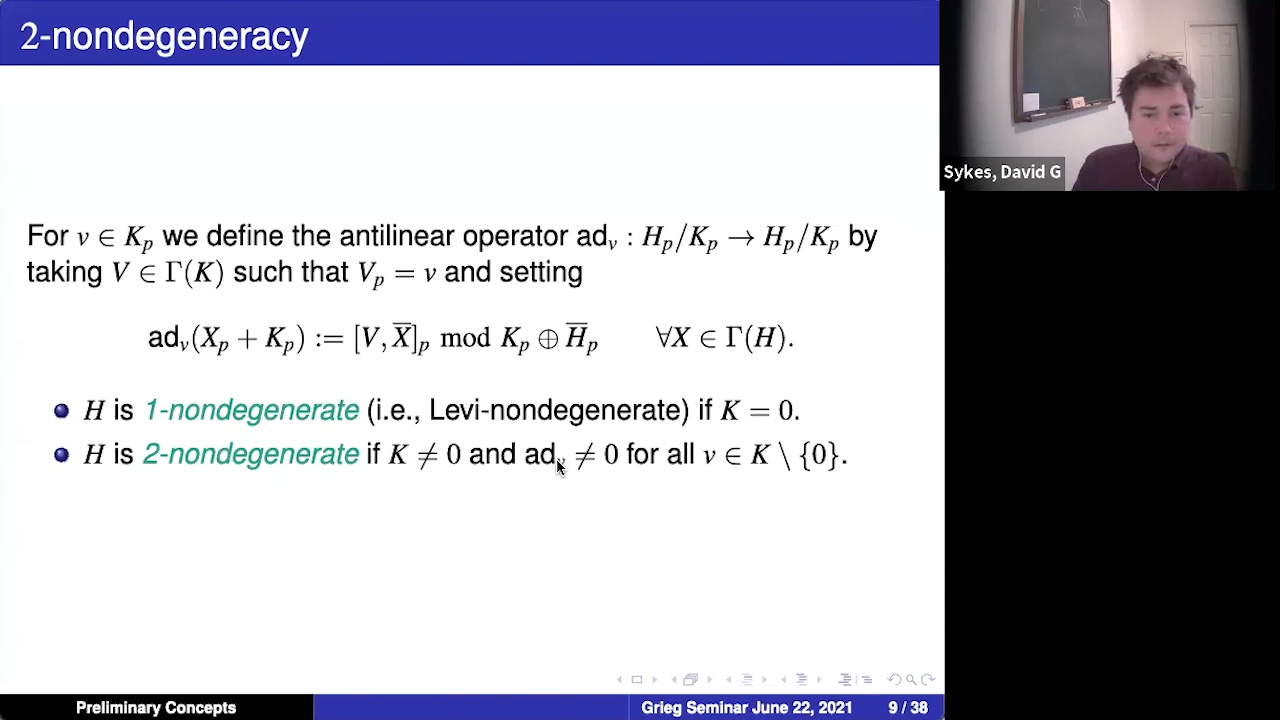 2-nondegeneracy
Sykes, David G
For v ∈ K_p we define the antilinear operator ad_v : H_p/K_p → H_p/K_p by
taking V ∈ Γ(K) such that V_p = v and setting
ad_v(X_p + K_p) := [V, X̅]_p mod K_p ⊕ H̅_p ∀X ∈ Γ(H).
H is 1-nondegenerate (i.e., Levi-nondegenerate) if K = 0.
H is 2-nondegenerate if K ≠ 0 and ad_v ≠ 0 for all v ∈ K \ {0}.
Preliminary Concepts
Grieg Seminar June 22, 2021
9 / 38